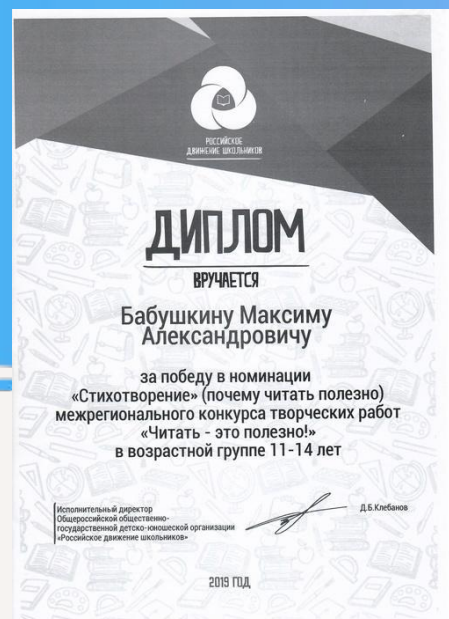 РОССИЙСКОЕ
ДВИЖЕНИЕ ШКОЛЬНИКОВ
ДИПЛОМ
ВРУЧАЕТСЯ
Бабушкину Максиму
Александровичу
за победу в номинации
«Стихотворение» (почему читать полезно)
межрегионального конкурса творческих работ
«Читать - это полезно!»
в возрастной группе 11-14 лет
Исполнительный директор
Общероссийской общественно-
государственной детско-юношеской организации
«Российское движение школьников»
Д.Б.Клебанов
2019 ГОД